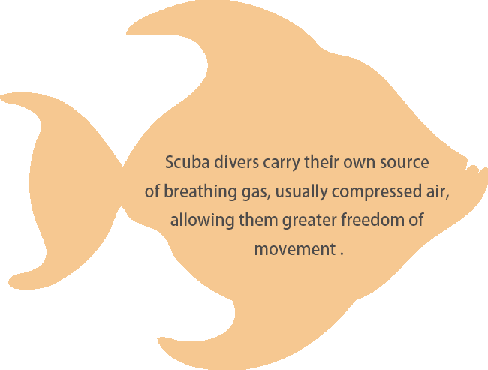 Scuba divers carry their own source
of breathing gas, usually compressed air,
allowing them greater freedom of
movement .